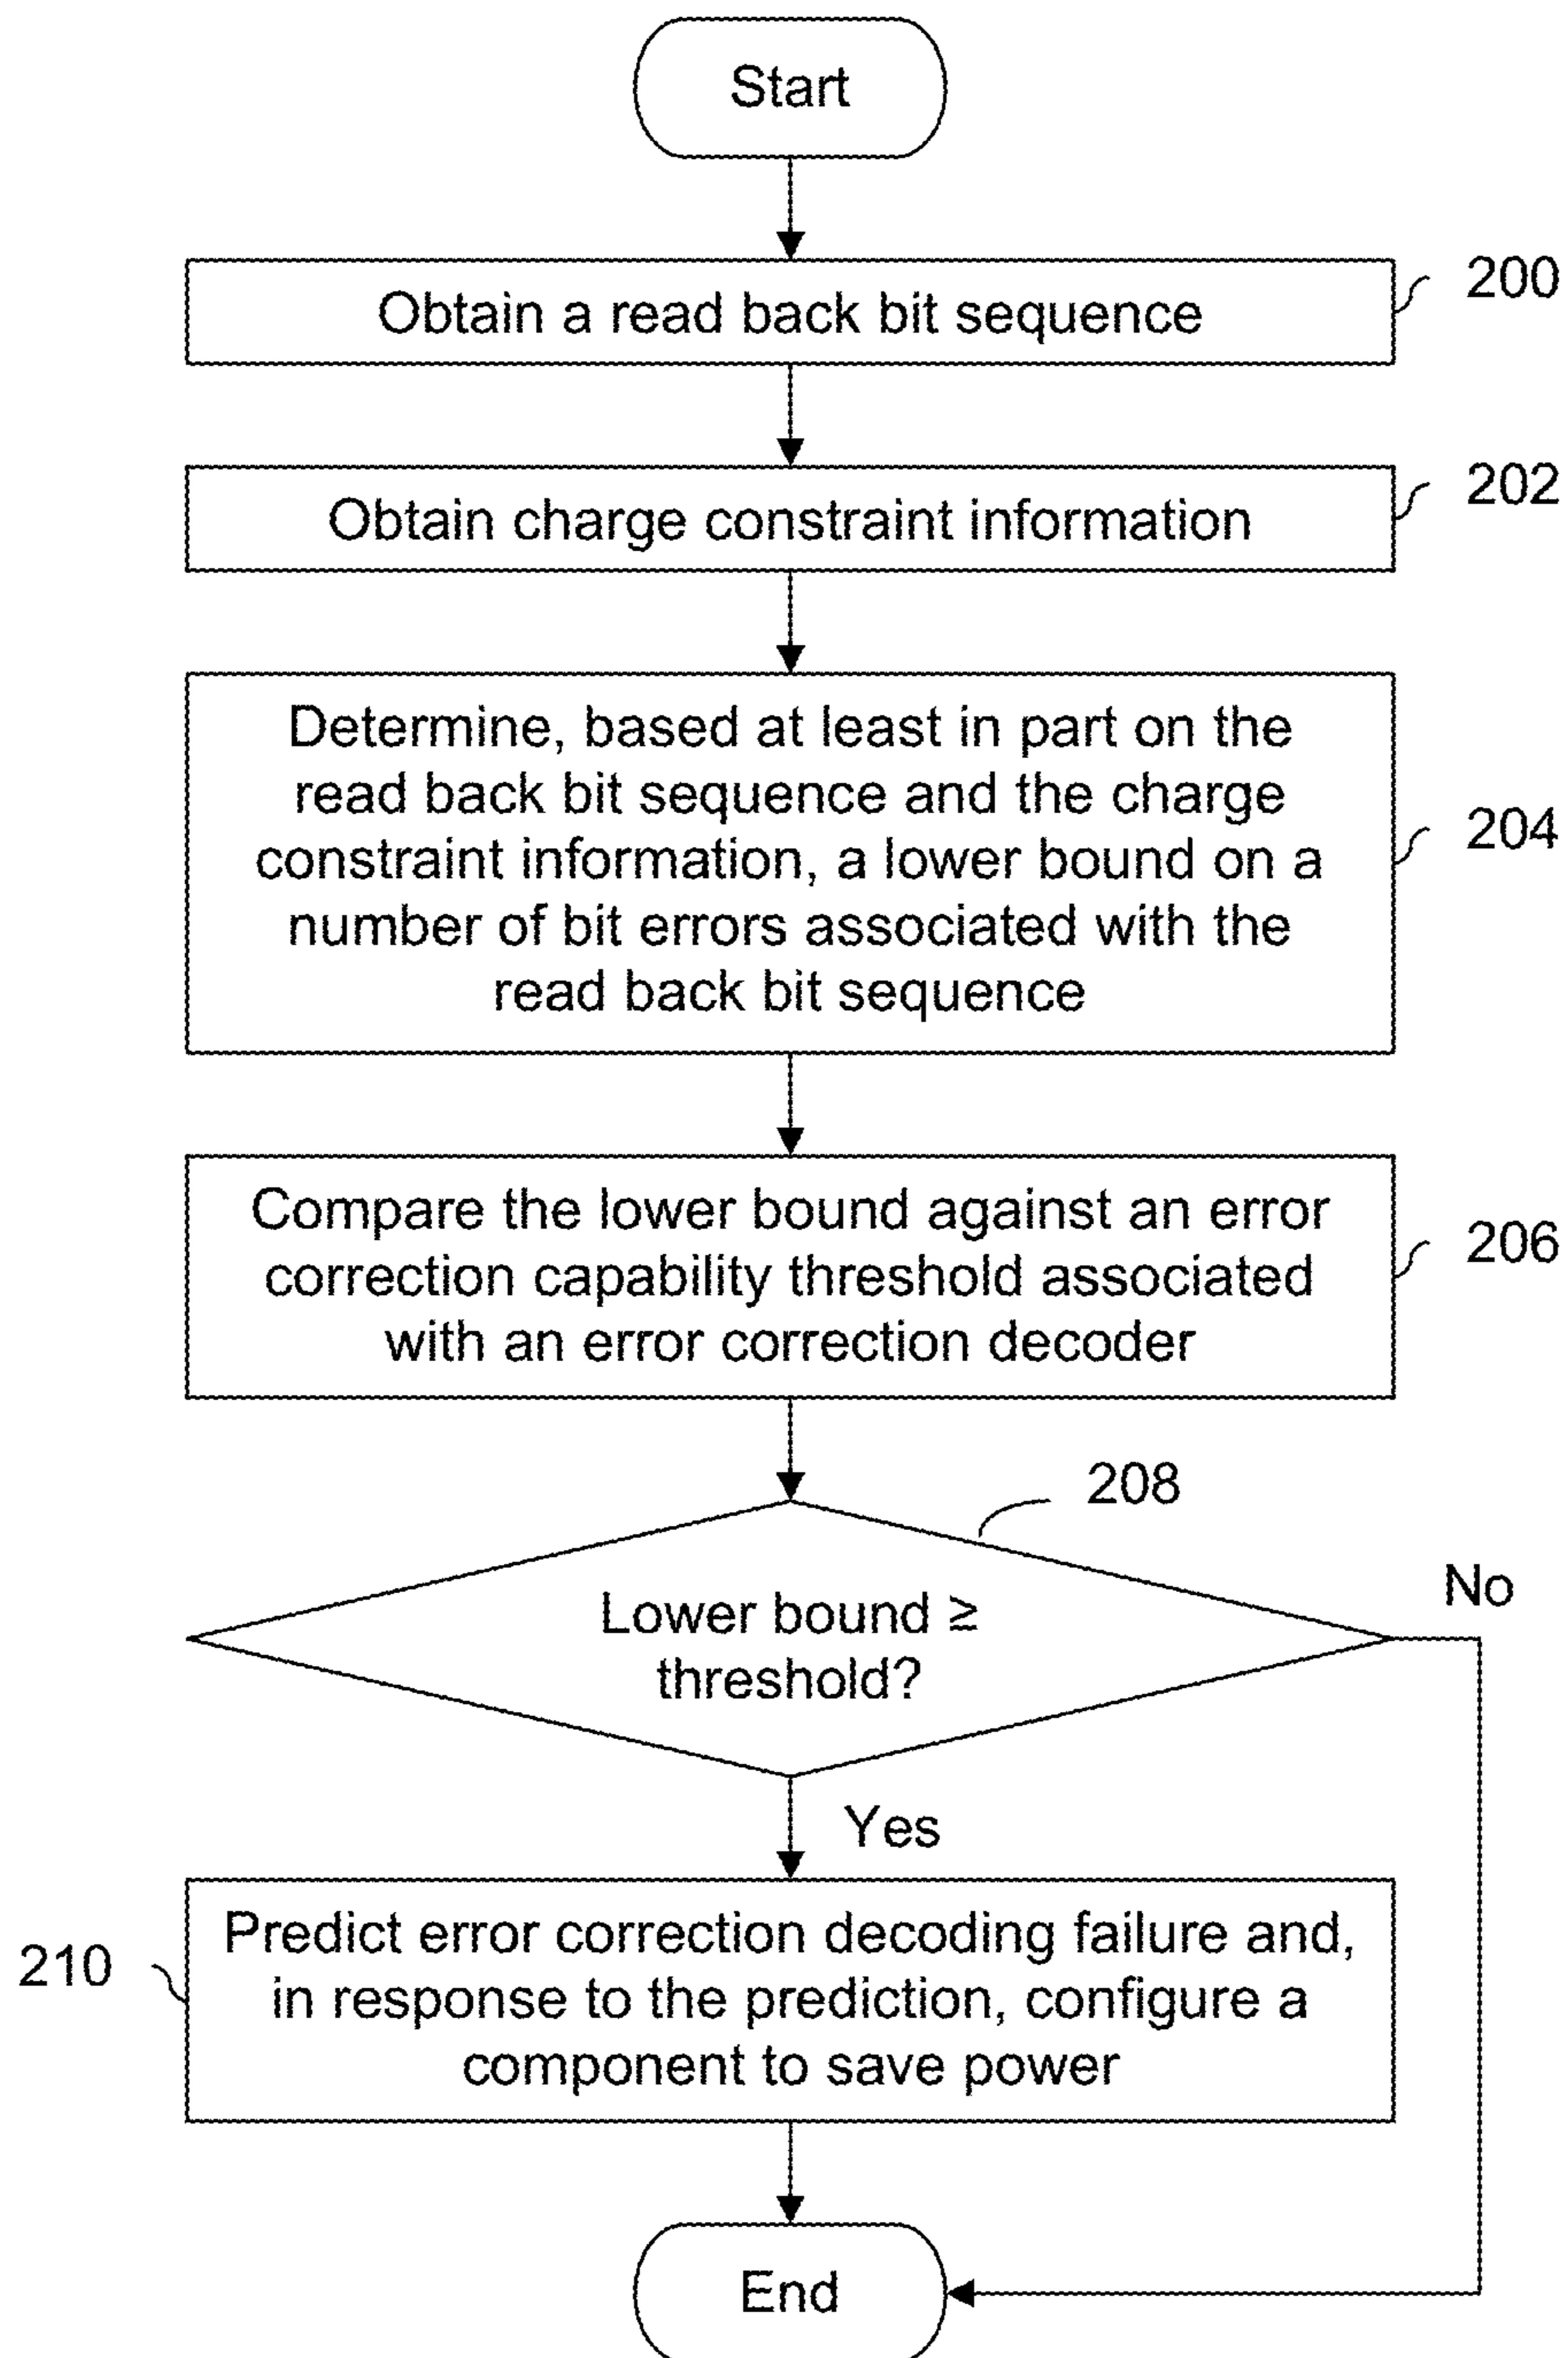 Start
Obtain a read back bit sequence
200
Obtain charge constraint information
202
Determine, based at least in part on the
read back bit sequence and the charge
constraint information, a lower bound on a
number of bit errors associated with the
read back bit sequence
204
Compare the lower bound against an error
correction capability threshold associated
with an error correction decoder
206
208
Lower bound ≥
threshold?
No
Yes
Predict error correction decoding failure and,
in response to the prediction, configure a
component to save power
210
End